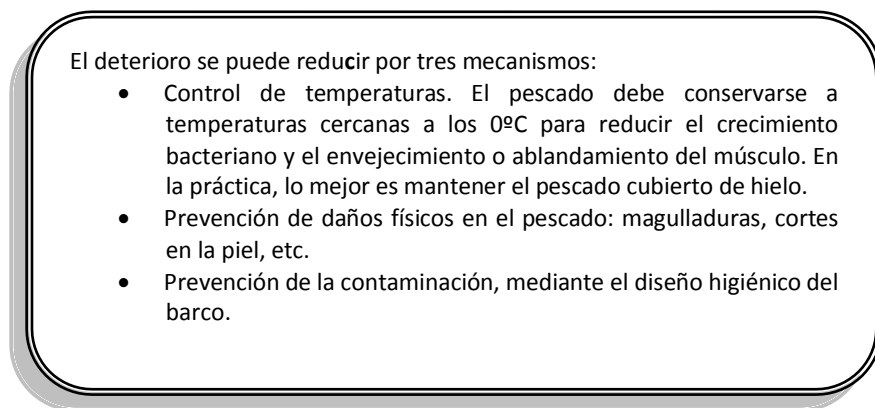 El deterioro se puede reducir por tres mecanismos:
• Control de temperaturas. El pescado debe conservarse a
temperaturas cercanas a los 0ºC para reducir el crecimiento
bacteriano y el envejecimiento o ablandamiento del músculo. En
la práctica, lo mejor es mantener el pescado cubierto de hielo.
• Prevención de daños físicos en el pescado: magulladuras, cortes
en la piel, etc.
• Prevención de la contaminación, mediante el diseño higiénico del
barco.